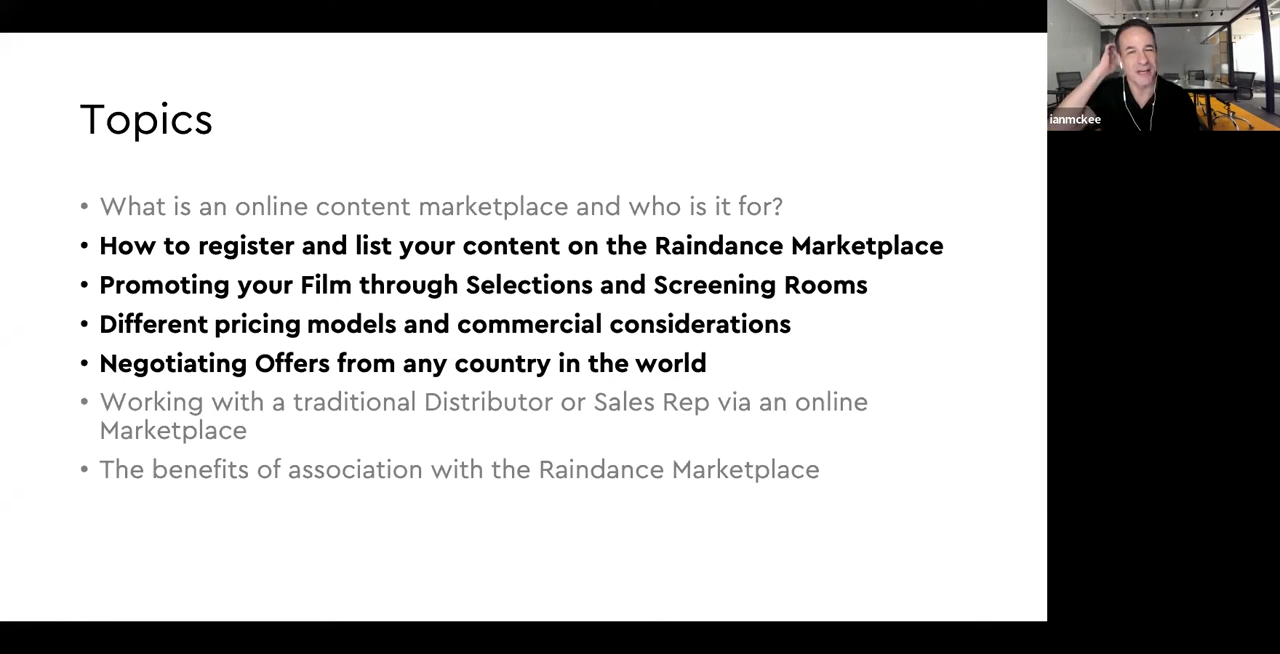 Topics
• What is an online content marketplace and who is it for?
• How to register and list your content on the Raindance Marketplace
• Promoting your Film through Selections and Screening Rooms
• Different pricing models and commercial considerations
• Negotiating Offers from any country in the world
• Working with a traditional Distributor or Sales Rep via an online
Marketplace
• The benefits of association with the Raindance Marketplace
ianmckee